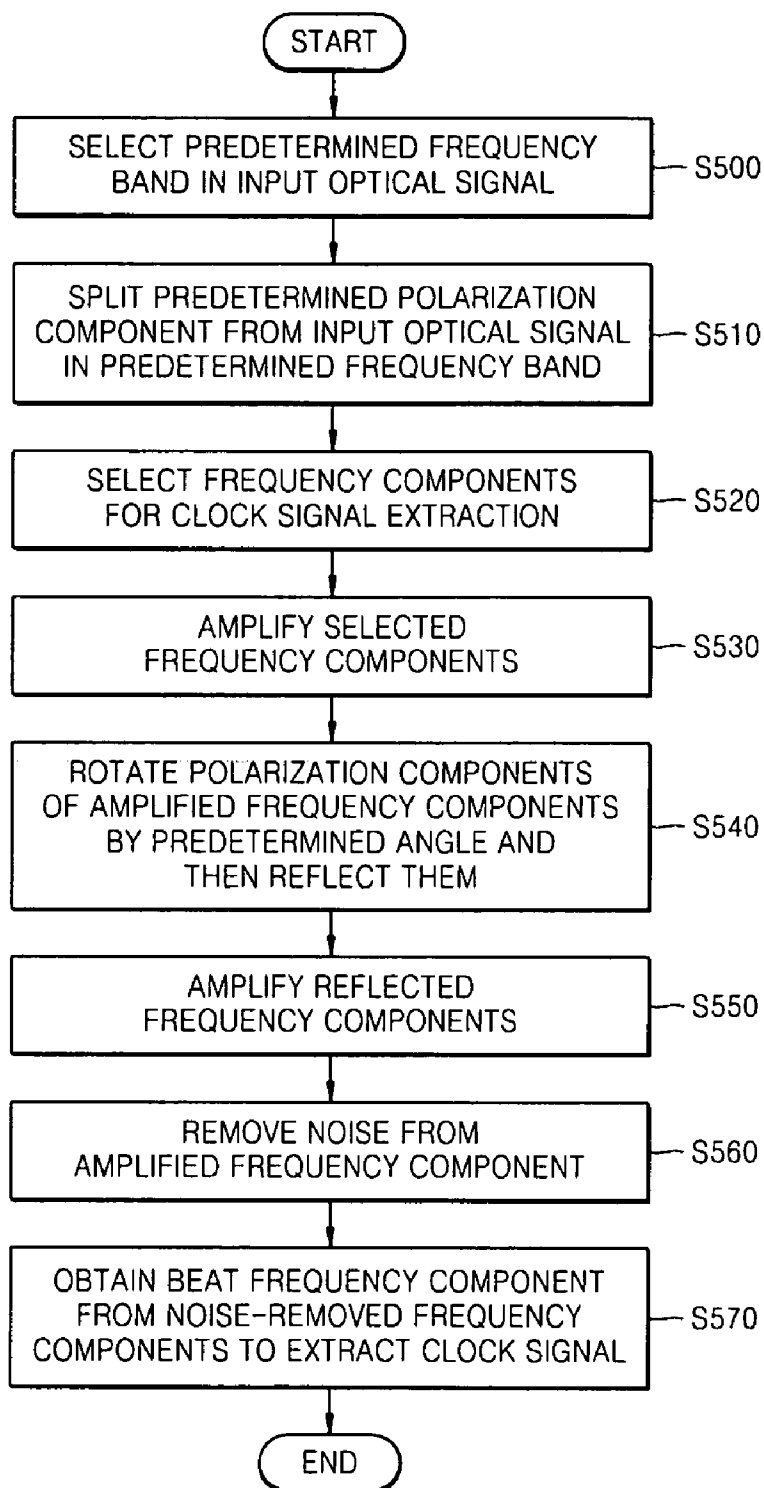 START
SELECT PREDETERMINED FREQUENCY
BAND IN INPUT OPTICAL SIGNAL
S500
SPLIT PREDETERMINED POLARIZATION
COMPONENT FROM INPUT OPTICAL SIGNAL
IN PREDETERMINED FREQUENCY BAND
S510
SELECT FREQUENCY COMPONENTS
FOR CLOCK SIGNAL EXTRACTION
S520
AMPLIFY SELECTED
FREQUENCY COMPONENTS
S530
ROTATE POLARIZATION COMPONENTS
OF AMPLIFIED FREQUENCY COMPONENTS
BY PREDETERMINED ANGLE AND
THEN REFLECT THEM
S540
AMPLIFY REFLECTED
FREQUENCY COMPONENTS
S550
REMOVE NOISE FROM
AMPLIFIED FREQUENCY COMPONENT
S560
OBTAIN BEAT FREQUENCY COMPONENT
FROM NOISE-REMOVED FREQUENCY
COMPONENTS TO EXTRACT CLOCK SIGNAL
S570
END